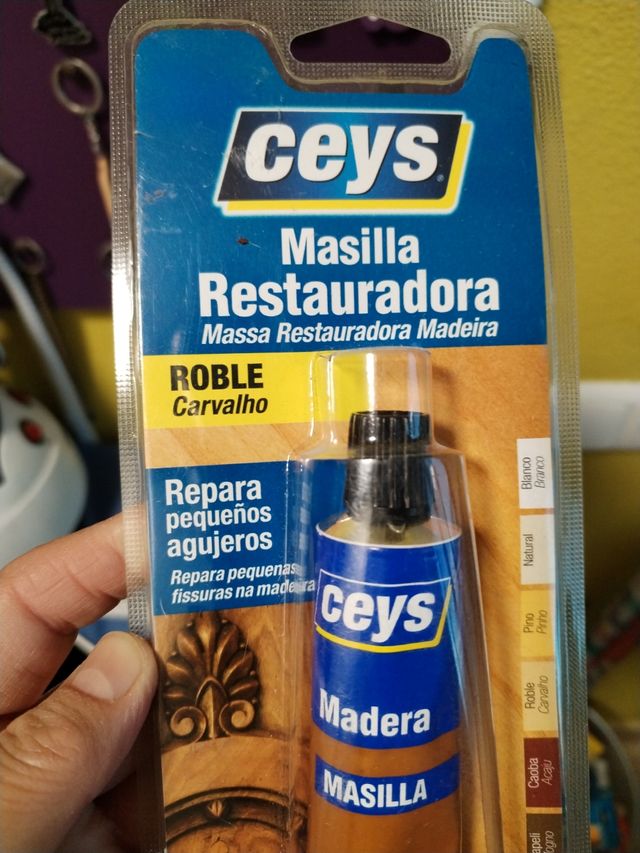 ceys
Masilla
Restauradora
Massa Restauradora Madeira
ROBLE
Carvalho
Repara
pequeños
agujeros
Repara pequenas
fissuras na madeira
ceys
Madera
MASILLA
Blanco
Branco
Natural
Pino
Pinho
Roble
Carvalho
Caoba
Acaju